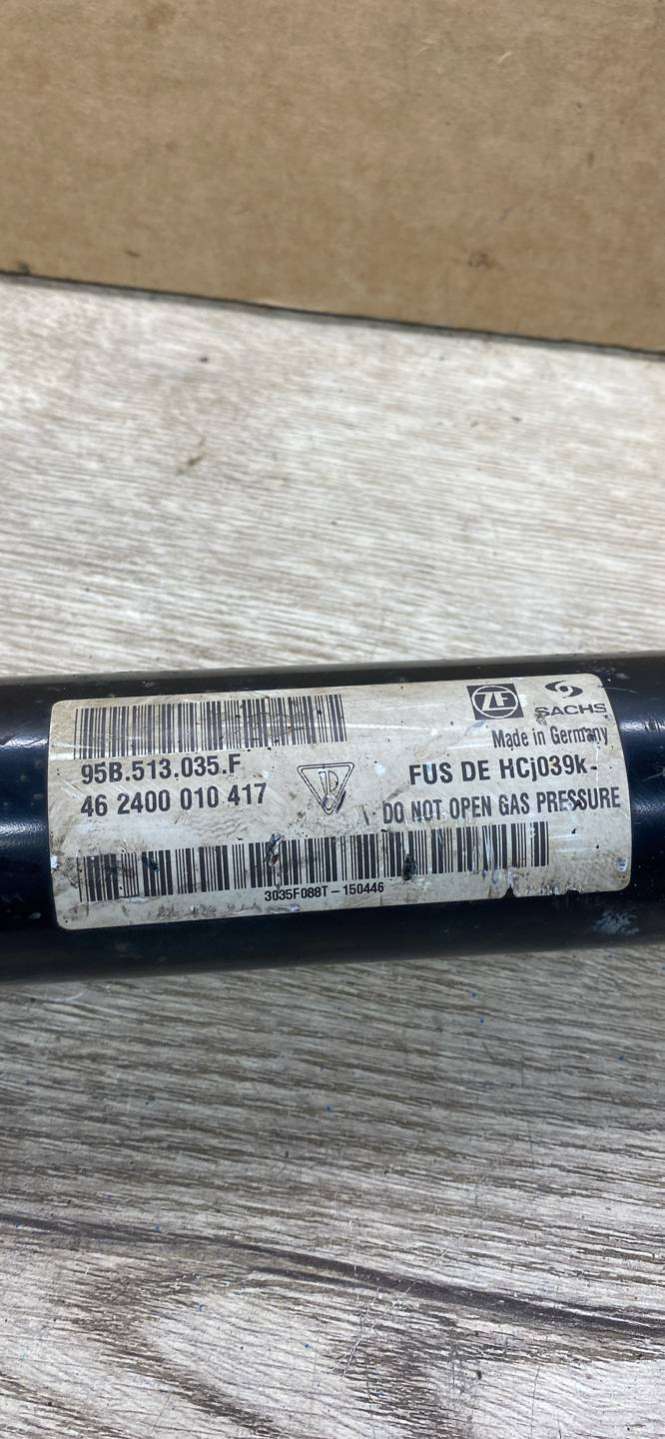 ZF SACHS
Made in Germany
95B.513.035.F
FUS DE HCj039k-
46 2400 010 417
DO NOT OPEN GAS PRESSURE
3035F088T-150446